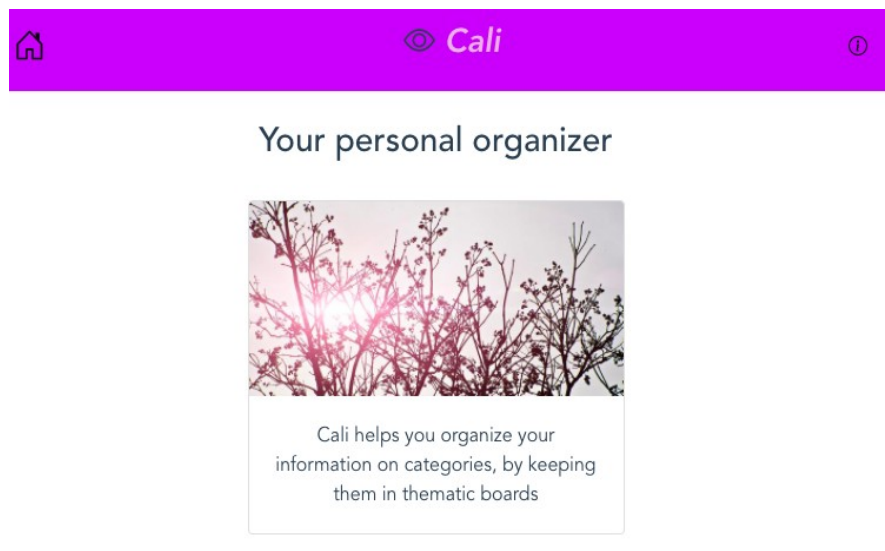 Cali
Your personal organizer
Cali helps you organize your
information on categories, by keeping
them in thematic boards